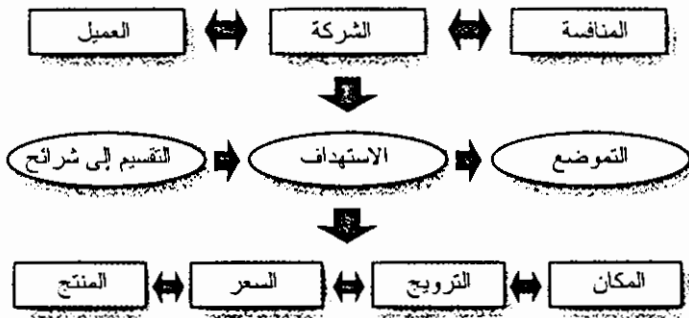 العميل الشركة المنافسة
التقسيم إلى شرائح الاستهداف التموضع
المنتج السعر الترويج المكان